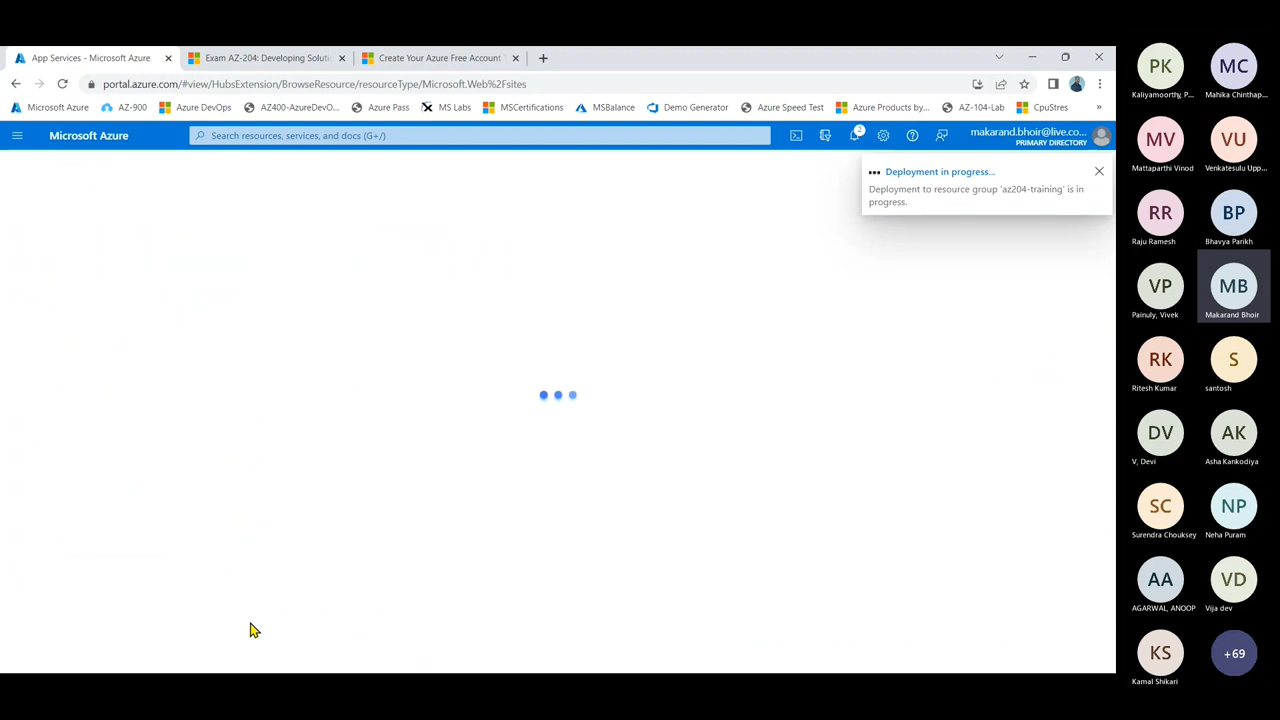 App Services - Microsoft Azure
Exam AZ-204: Developing Soluti
Create Your Azure Free Account
portal.azure.com/#view/HubsExtension/BrowseResource/resourceType/Microsoft.Web%2Fsites
Microsoft Azure
AZ-900
Azure DevOps
AZ400-AzureDevO...
Azure Pass
MS Labs
MSCertifications
MSBalance
Demo Generator
Azure Speed Test
Azure Products by...
AZ-104-Lab
CpuStres
»
Microsoft Azure
Search resources, services, and docs (G+/)
2
makarand.bhoir@live.co...
PRIMARY DIRECTORY
Deployment in progress...
Deployment to resource group 'az204-training' is in
progress.
PK
MC
Kaliyamoorthy, P...
Mahika Chinthap...
MV
VU
Mattaparthi Vinod
Venkatesulu Upp...
RR
BP
Raju Ramesh
Bhavya Parikh
VP
MB
Painuly, Vivek
Makarand Bhoir
RK
S
Ritesh Kumar
santosh
DV
AK
V, Devi
Asha Kankodiya
SC
NP
Surendra Chouksey
Neha Puram
AA
VD
AGARWAL, ANOOP
Vija dev
KS
+69
Kamal Shikari